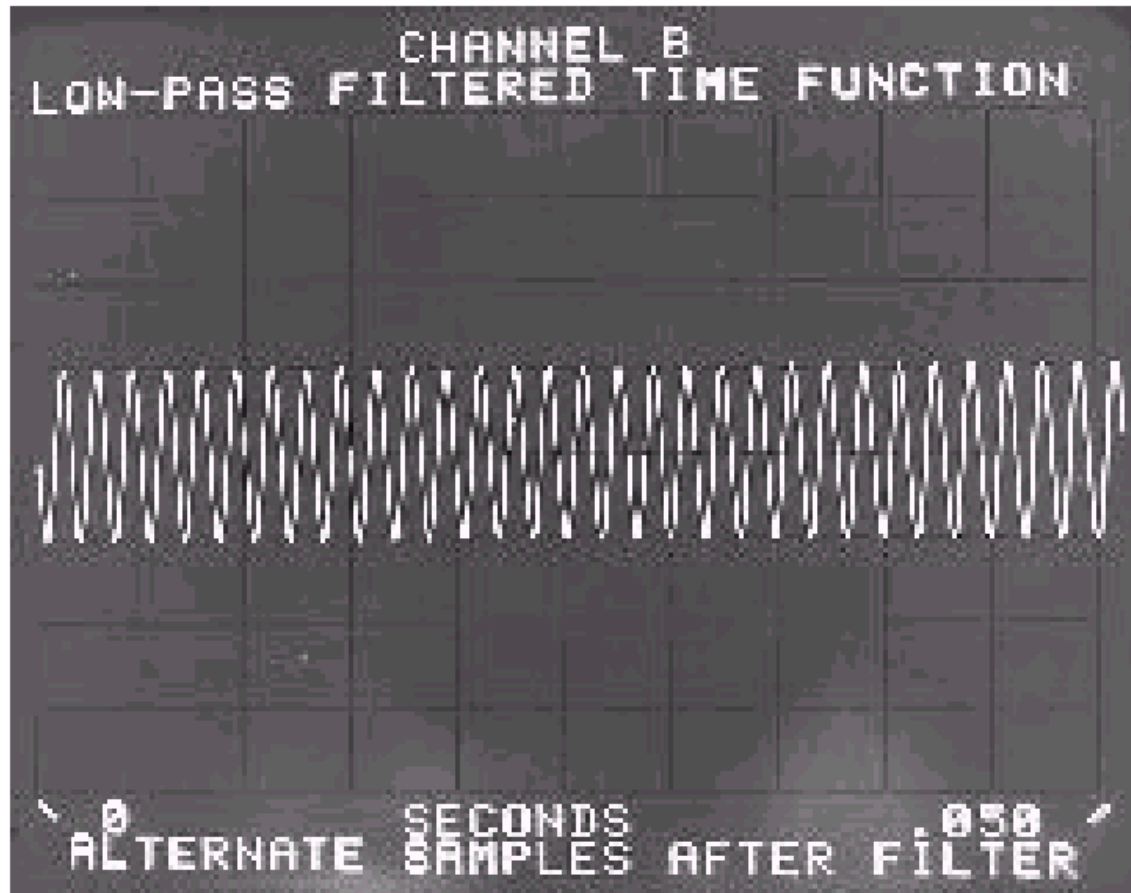 CHANNEL B
LOW-PASS FILTERED TIME FUNCTION
0 SECONDS .050
ALTERNATE SAMPLES AFTER FILTER